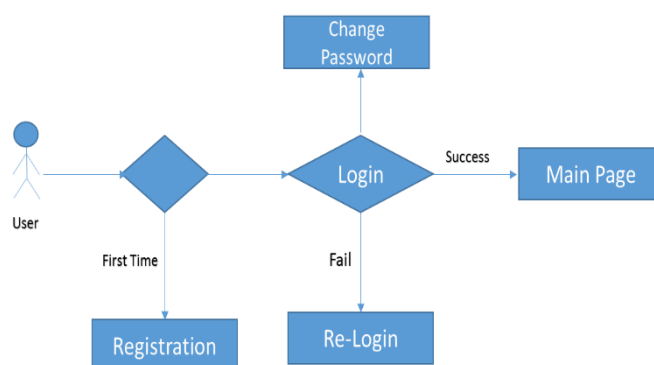 Change
Password
Success
Login
Main Page
User
First Time
Fail
Registration
Re-Login